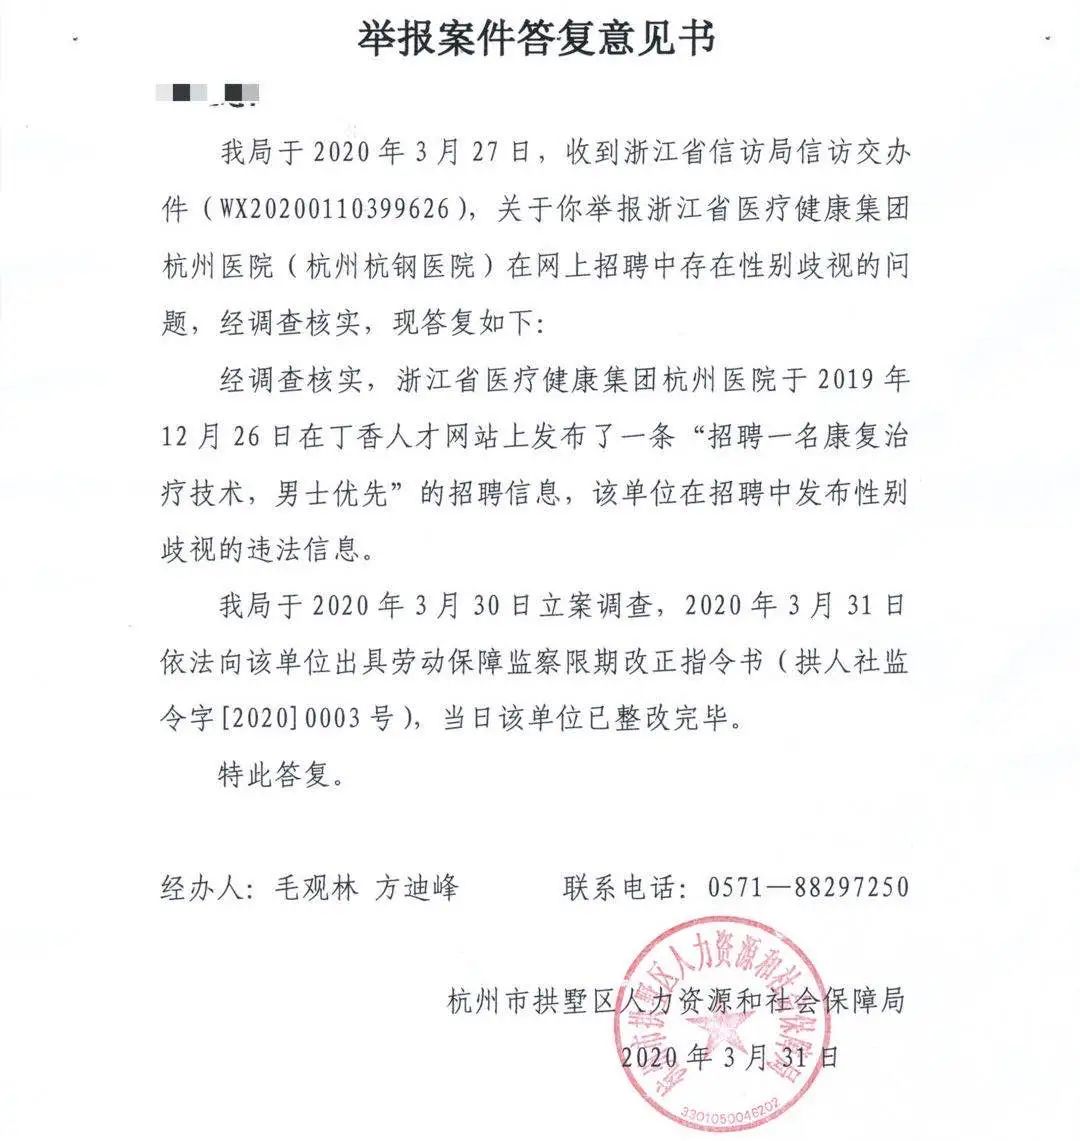 举报案件答复意见书
我局于 2020 年 3 月 27 日，收到浙江省信访局信访交办
件（WX20200110399626），关于你举报浙江省医疗健康集团
杭州医院（杭州杭钢医院）在网上招聘中存在性别歧视的问
题，经调查核实，现答复如下：
经调查核实，浙江省医疗健康集团杭州医院于 2019 年
12 月 26 日在丁香人才网站上发布了一条“招聘一名康复治
疗技术，男士优先”的招聘信息，该单位在招聘中发布性别
歧视的违法信息。
我局于 2020 年 3 月 30 日立案调查，2020 年 3 月 31 日
依法向该单位出具劳动保障监察限期改正指令书（拱人社监
令字[2020]0003 号），当日该单位已整改完毕。
特此答复。
经办人：毛观林 方迪峰 联系电话：0571—88297250
杭州市拱墅区人力资源和社会保障局
2020 年 3 月 31 日
杭州市拱墅区人力资源和社会保障局
3301050046202